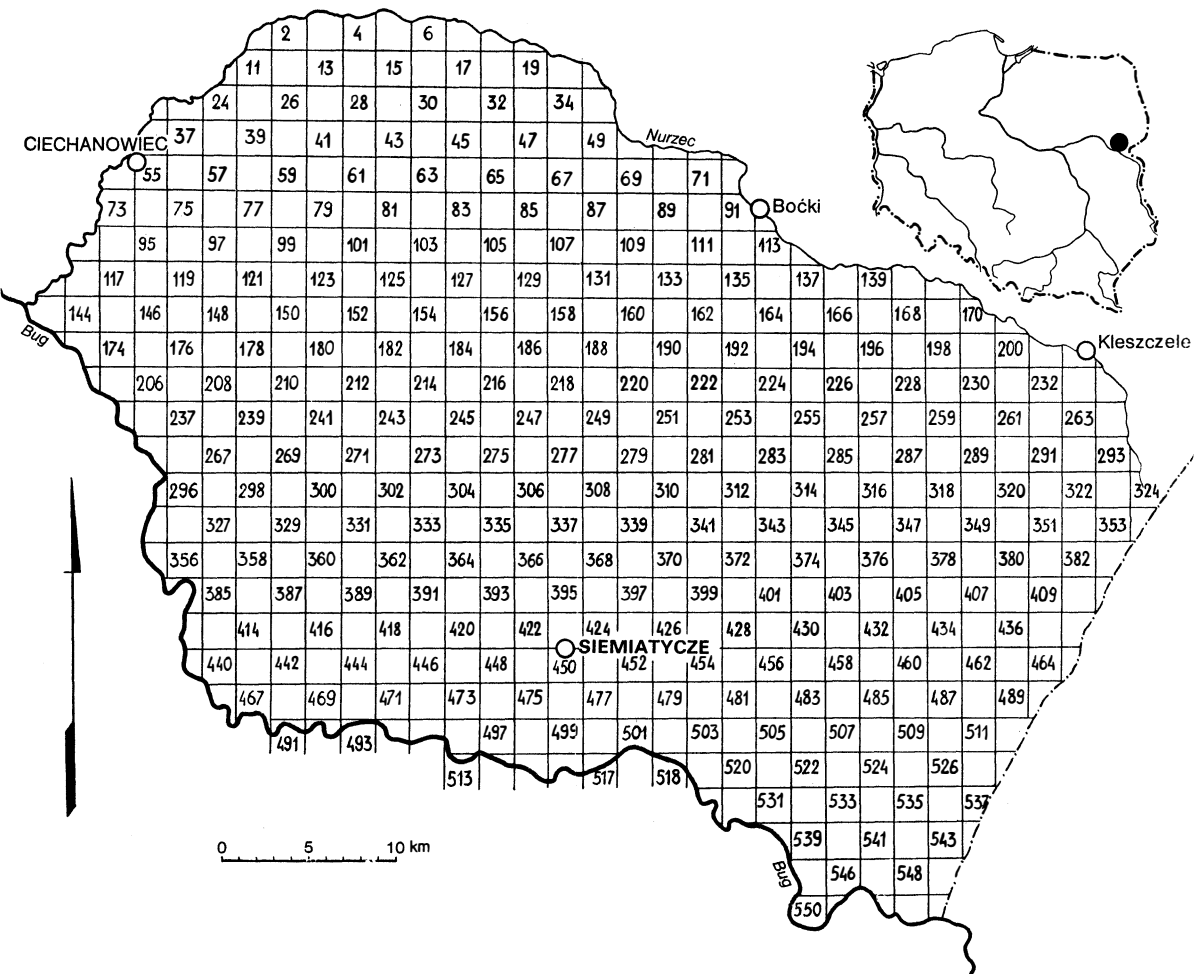 2 4 6
11 13 15 17 19
24 26 28 30 32 34
CIECHANOWIEC 37 39 41 43 45 47 49 Nurzec
55 57 59 61 63 65 67 69 71
73 75 77 79 81 83 85 87 89 91 Boćki
95 97 99 101 103 105 107 109 111 113
117 119 121 123 125 127 129 131 133 135 137 139
144 146 148 150 152 154 156 158 160 162 164 166 168 170
Bug
174 176 178 180 182 184 186 188 190 192 194 196 198 200 Kleszczele
206 208 210 212 214 216 218 220 222 224 226 228 230 232
237 239 241 243 245 247 249 251 253 255 257 259 261 263
267 269 271 273 275 277 279 281 283 285 287 289 291 293
296 298 300 302 304 306 308 310 312 314 316 318 320 322 324
327 329 331 333 335 337 339 341 343 345 347 349 351 353
356 358 360 362 364 366 368 370 372 374 376 378 380 382
385 387 389 391 393 395 397 399 401 403 405 407 409
414 416 418 420 422 424 426 428 430 432 434 436
SIEMIATYCZE
440 442 444 446 448 450 452 454 456 458 460 462 464
467 469 471 473 475 477 479 481 483 485 487 489
491 493 497 499 501 503 505 507 509 511
513 517 518 520 522 524 526
531 533 535 537
539 541 543
0 5 10 km
Bug 546 548
550